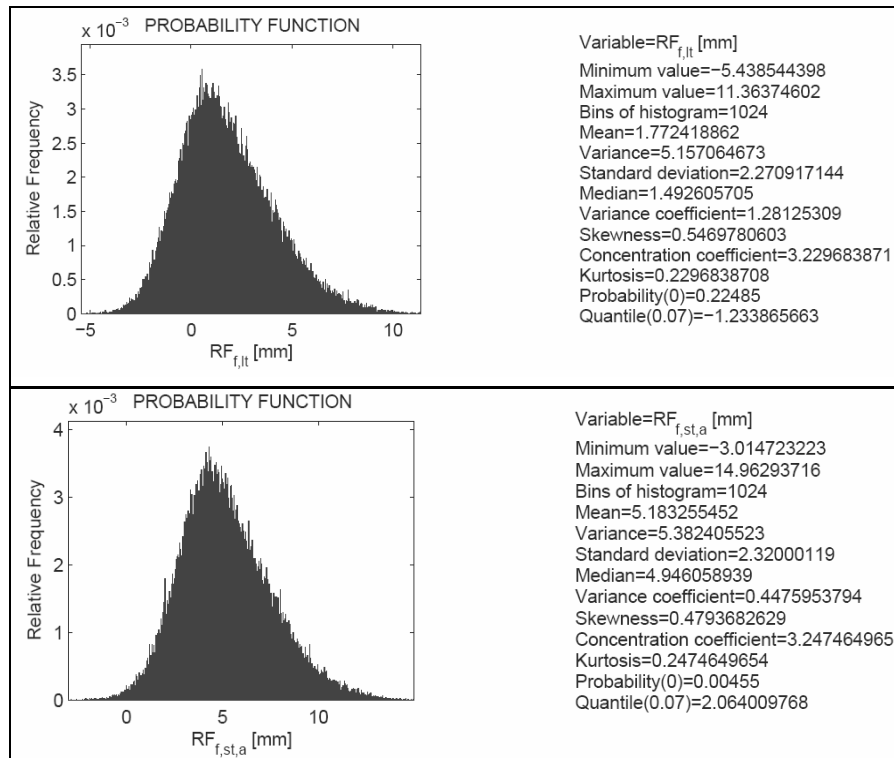 x 10⁻³ PROBABILITY FUNCTION
3.5
3
2.5
2
1.5
1
0.5
0
Relative Frequency
−5 0 5 10
RF_f,lt [mm]
Variable=RF_f,lt [mm]
Minimum value=−5.438544398
Maximum value=11.36374602
Bins of histogram=1024
Mean=1.772418862
Variance=5.157064673
Standard deviation=2.270917144
Median=1.492605705
Variance coefficient=1.28125309
Skewness=0.5469780603
Concentration coefficient=3.229683871
Kurtosis=0.2296838708
Probability(0)=0.22485
Quantile(0.07)=−1.233865663
x 10⁻³ PROBABILITY FUNCTION
4
3
2
1
0
Relative Frequency
0 5 10
RF_f,st,a [mm]
Variable=RF_f,st,a [mm]
Minimum value=−3.014723223
Maximum value=14.96293716
Bins of histogram=1024
Mean=5.183255452
Variance=5.382405523
Standard deviation=2.32000119
Median=4.946058939
Variance coefficient=0.4475953794
Skewness=0.4793682629
Concentration coefficient=3.247464965
Kurtosis=0.2474649654
Probability(0)=0.00455
Quantile(0.07)=2.064009768